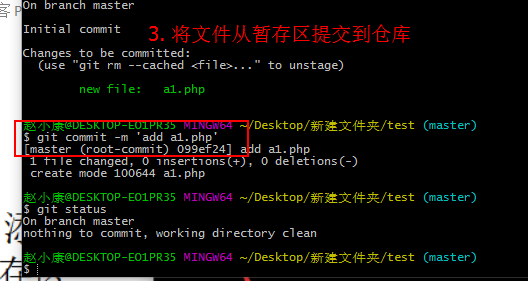 客 P
On branch master
3. 将文件从暂存区提交到仓库
Initial commit
Changes to be committed:
(use "git rm --cached <file>..." to unstage)
new file: a1.php
赵小康@DESKTOP-EO1PR35 MINGW64 ~/Desktop/新建文件夹/test (master)
$ git commit -m 'add a1.php'
[master (root-commit) 099ef24] add a1.php
1 file changed, 0 insertions(+), 0 deletions(-)
create mode 100644 a1.php
赵小康@DESKTOP-EO1PR35 MINGW64 ~/Desktop/新建文件夹/test (master)
$ git status
On branch master
nothing to commit, working directory clean
赵小康@DESKTOP-EO1PR35 MINGW64 ~/Desktop/新建文件夹/test (master)
$